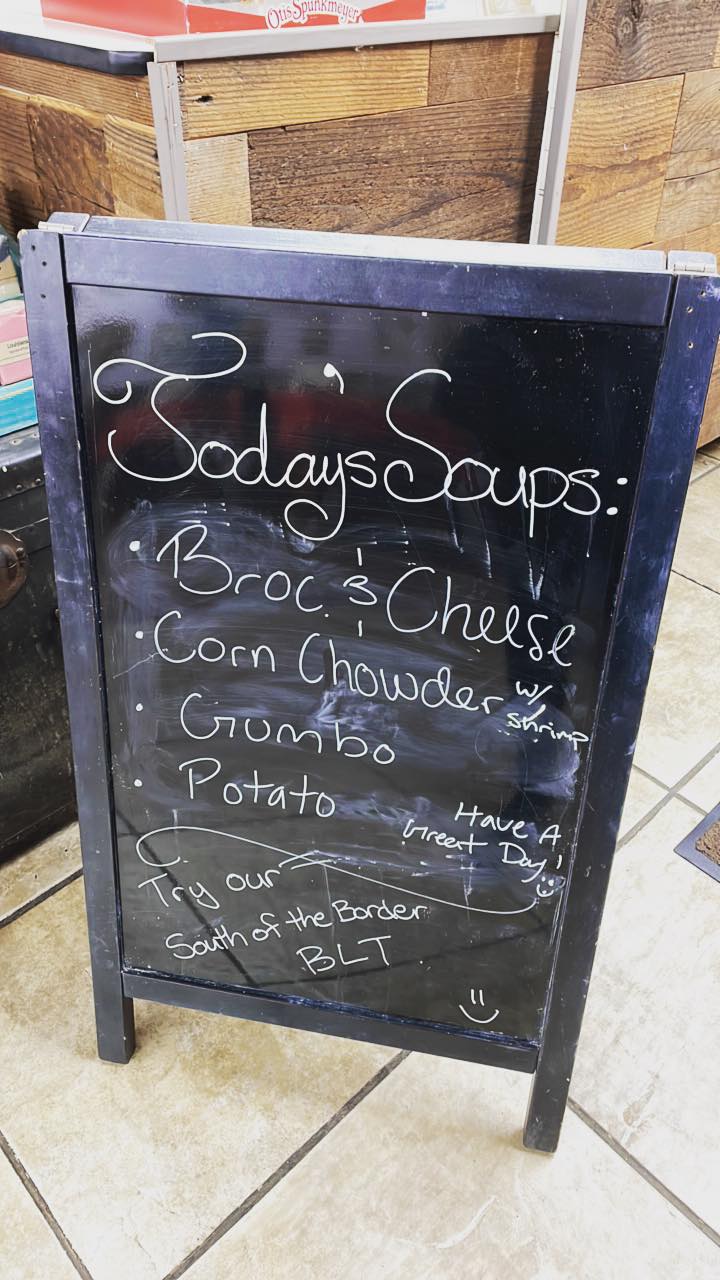 Otis Spunkmeyer
Today's Soups:
• Broc & Cheese
• Corn Chowder w/ shrimp
• Gumbo
• Potato
Have A
Great Day!
Try our
South of the Border
BLT